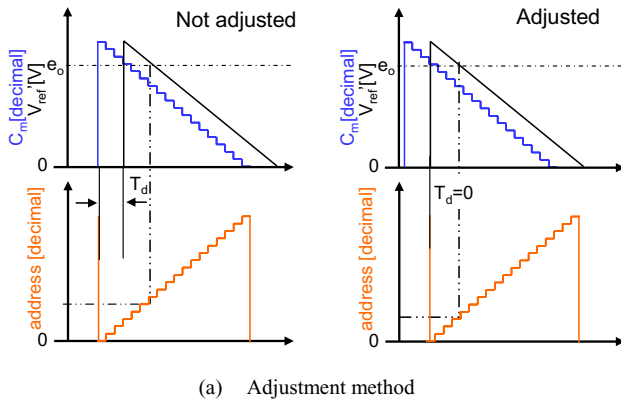 Not adjusted
Adjusted
C_m[decimal]
V_ref'[V]
e_o
0
C_m[decimal]
V_ref'[V]
e_o
0
T_d
T_d=0
address [decimal]
0
address [decimal]
0
(a) Adjustment method